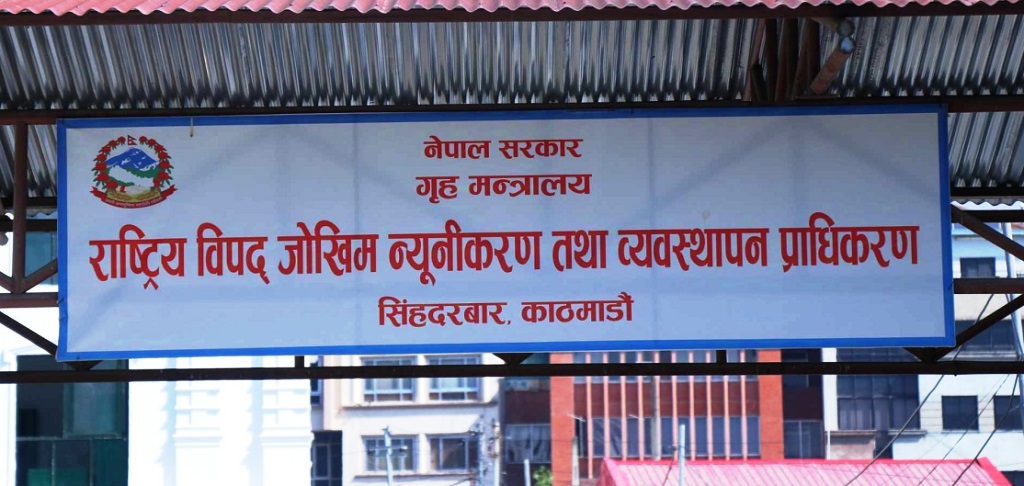 नेपाल सरकार
गृह मन्त्रालय
राष्ट्रिय विपद् जोखिम न्यूनीकरण तथा व्यवस्थापन प्राधिकरण
सिंहदरबार, काठमाडौं